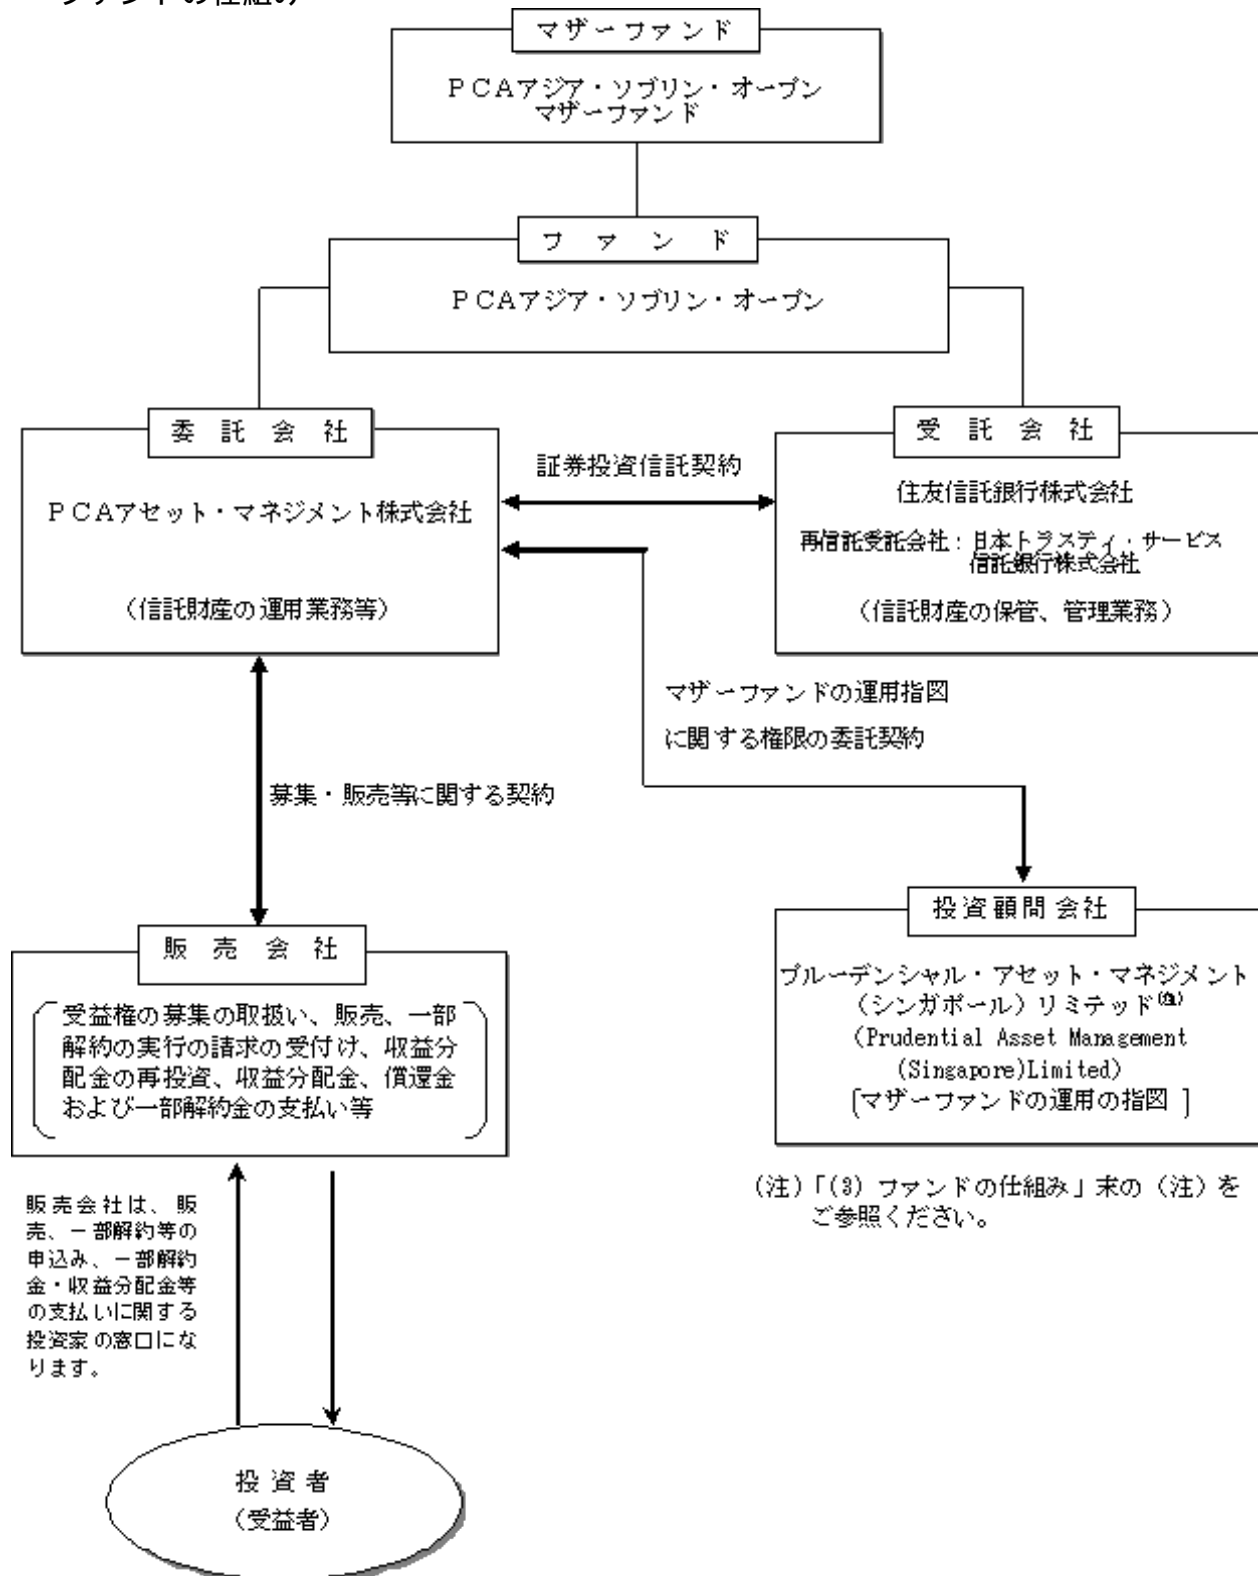 ファンドの仕組み
マザーファンド
PCAアジア・ソブリン・オープン
マザーファンド
ファンド
PCAアジア・ソブリン・オープン
委託会社
PCAアセット・マネジメント株式会社
(信託財産の運用業務等)
証券投資信託契約
受託会社
住友信託銀行株式会社
再信託受託会社:日本トラスティ・サービス
信託銀行株式会社
(信託財産の保管、管理業務)
マザーファンドの運用指図
に関する権限の委託契約
募集・販売等に関する契約
販売会社
受益権の募集の取扱い、販売、一部
解約の実行の請求の受付け、収益分
配金の再投資、収益分配金、償還金
および一部解約金の支払い等
投資顧問会社
プルーデンシャル・アセット・マネジメント
(シンガポール)リミテッド(注)
(Prudential Asset Management
(Singapore)Limited)
[マザーファンドの運用の指図 ]
(注)「(3) ファンドの仕組み」末の(注)を
ご参照ください。
販売会社は、販
売、一部解約等の
申込み、一部解約
金・収益分配金等
の支払いに関する
投資家の窓口にな
ります。
投資者
(受益者)